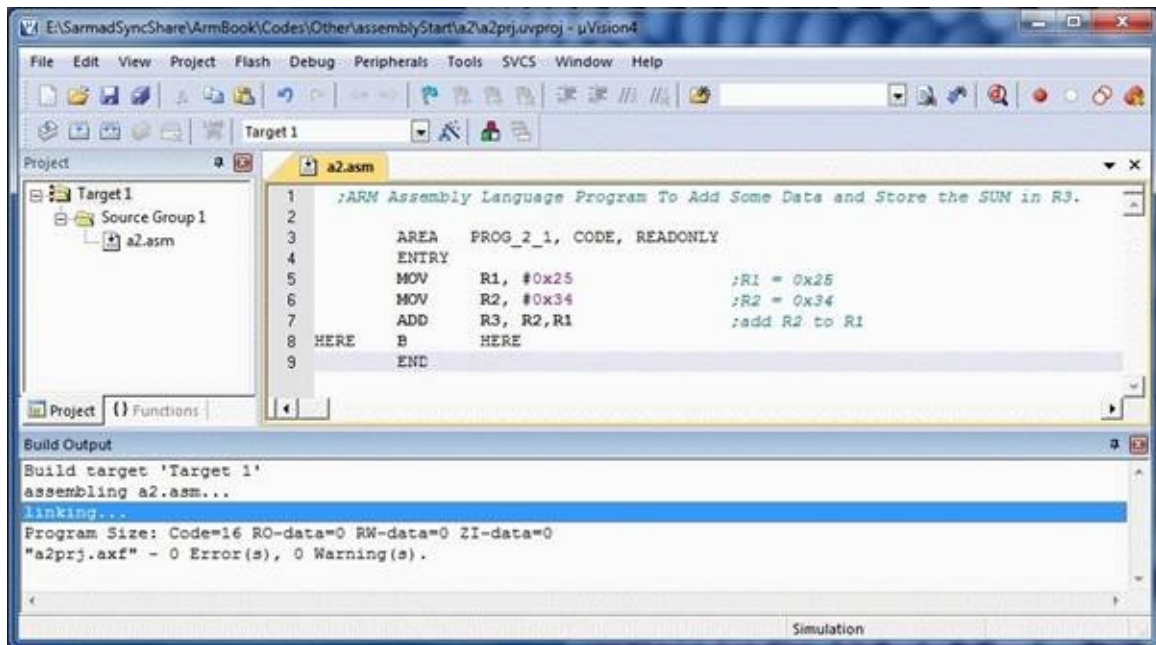 E:\SarmadSyncShare\ArmBook\Codes\Other\assemblyStart\a2\a2prj.uvproj - µVision4
File Edit View Project Flash Debug Peripherals Tools SVCS Window Help
Target 1
Project
Target 1
Source Group 1
a2.asm
Project {} Functions
a2.asm
1 ;ARM Assembly Language Program To Add Some Data and Store the SUM in R3.
2
3 AREA PROG_2_1, CODE, READONLY
4 ENTRY
5 MOV R1, #0x25 ;R1 = 0x25
6 MOV R2, #0x34 ;R2 = 0x34
7 ADD R3, R2,R1 ;add R2 to R1
8 HERE B HERE
9 END
Build Output
Build target 'Target 1'
assembling a2.asm...
linking...
Program Size: Code=16 RO-data=0 RW-data=0 ZI-data=0
"a2prj.axf" - 0 Error(s), 0 Warning(s).
Simulation